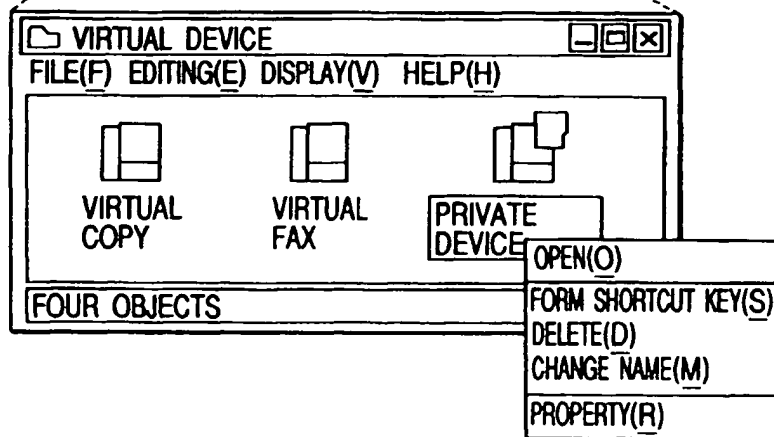 VIRTUAL DEVICE
FILE(F) EDITING(E) DISPLAY(V) HELP(H)
VIRTUAL
COPY
VIRTUAL
FAX
PRIVATE
DEVICE
FOUR OBJECTS
OPEN(O)
FORM SHORTCUT KEY(S)
DELETE(D)
CHANGE NAME(M)
PROPERTY(R)